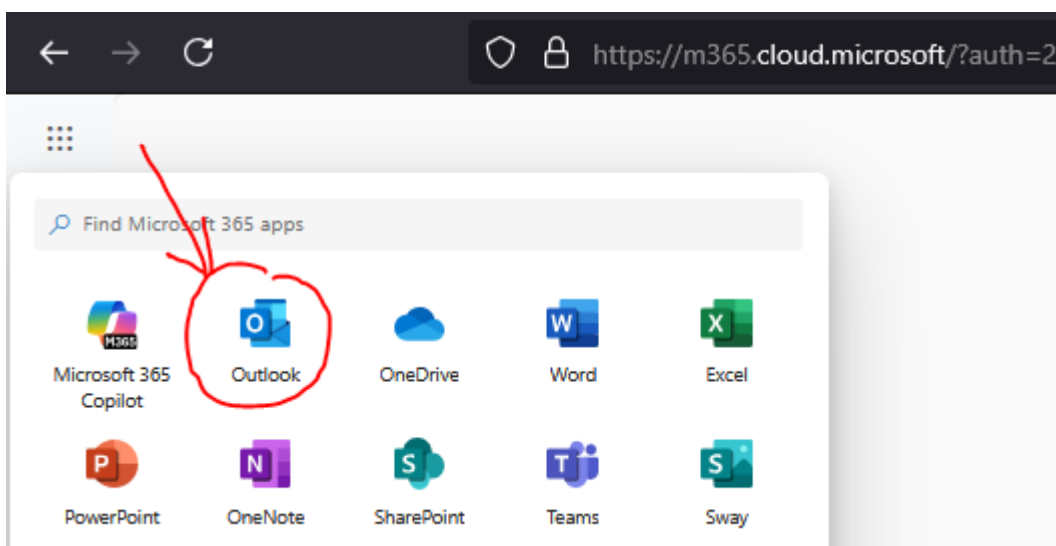 https://m365.cloud.microsoft/?auth=2
Find Microsoft 365 apps
M365
O
W
X
Microsoft 365
Copilot
Outlook
OneDrive
Word
Excel
P
N
S
T
S
PowerPoint
OneNote
SharePoint
Teams
Sway